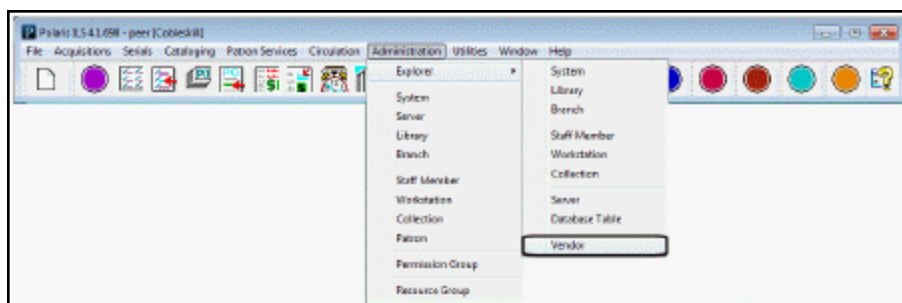 Polaris ILS 4.1.698 - peer [Cobleskill]
File Acquisitions Serials Cataloging Patron Services Circulation Administration Utilities Window Help
Explorer
System
Server
Library
Branch
Staff Member
Workstation
Collection
Patron
Permission Group
Resource Group
System
Library
Branch
Staff Member
Workstation
Collection
Server
Database Table
Vendor